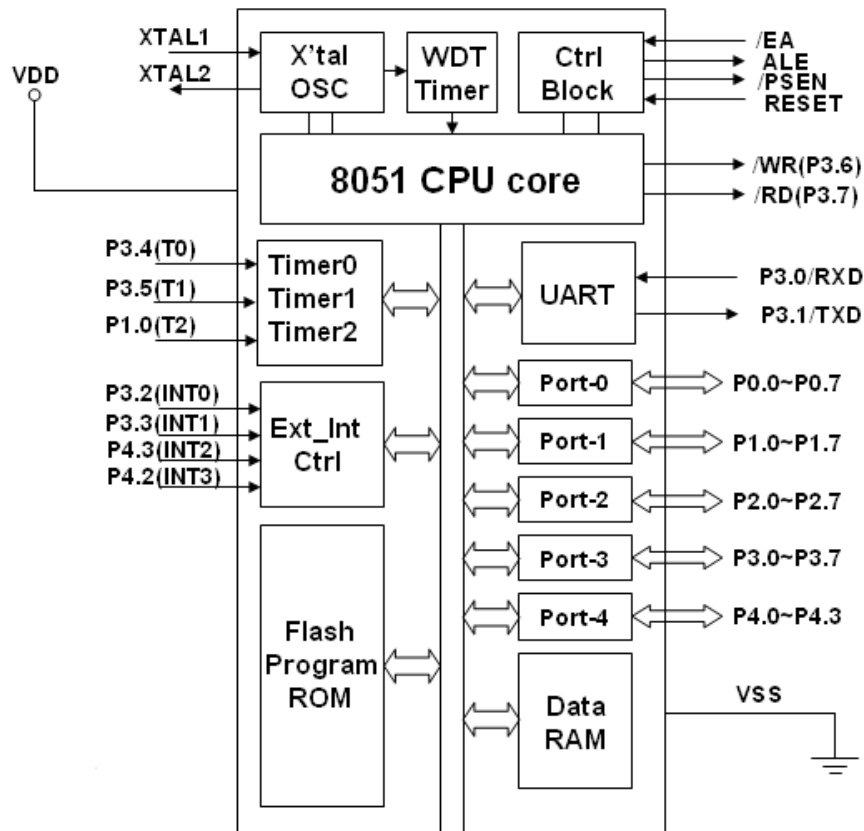 XTAL1
XTAL2
VDD
X'tal
OSC
WDT
Timer
Ctrl
Block
/EA
ALE
/PSEN
RESET
8051 CPU core
/WR(P3.6)
/RD(P3.7)
P3.4(T0)
P3.5(T1)
P1.0(T2)
Timer0
Timer1
Timer2
UART
P3.0/RXD
P3.1/TXD
P3.2(INT0)
P3.3(INT1)
P4.3(INT2)
P4.2(INT3)
Ext_Int
Ctrl
Port-0
P0.0~P0.7
Port-1
P1.0~P1.7
Port-2
P2.0~P2.7
Port-3
P3.0~P3.7
Port-4
P4.0~P4.3
Flash
Program
ROM
Data
RAM
VSS